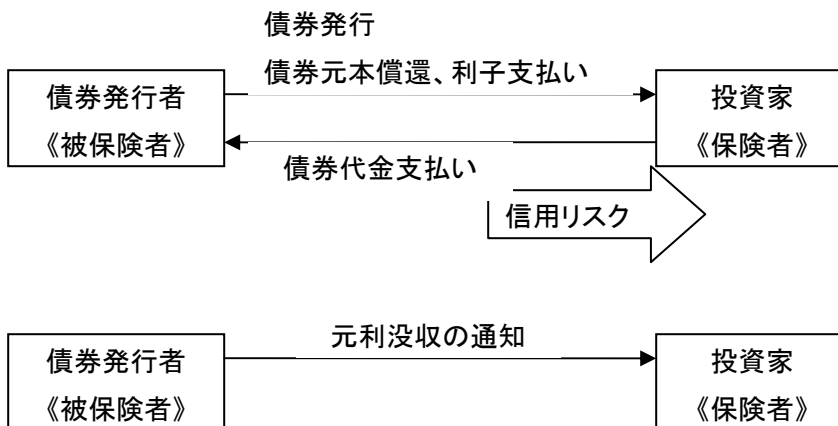 債券発行
債券元本償還、利子支払い
債券発行者
《被保険者》
投資家
《保険者》
債券代金支払い
信用リスク
元利没収の通知
債券発行者
《被保険者》
投資家
《保険者》